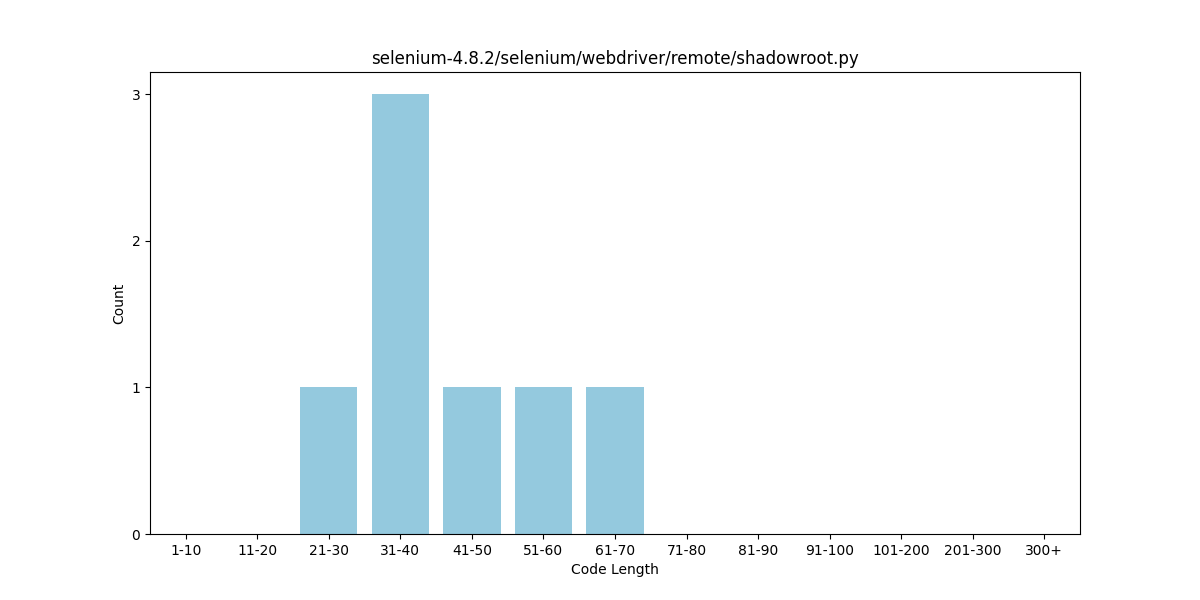 selenium-4.8.2/selenium/webdriver/remote/shadowroot.py
3
2
1
0
Count
1-10 11-20 21-30 31-40 41-50 51-60 61-70 71-80 81-90 91-100 101-200 201-300 300+
Code Length